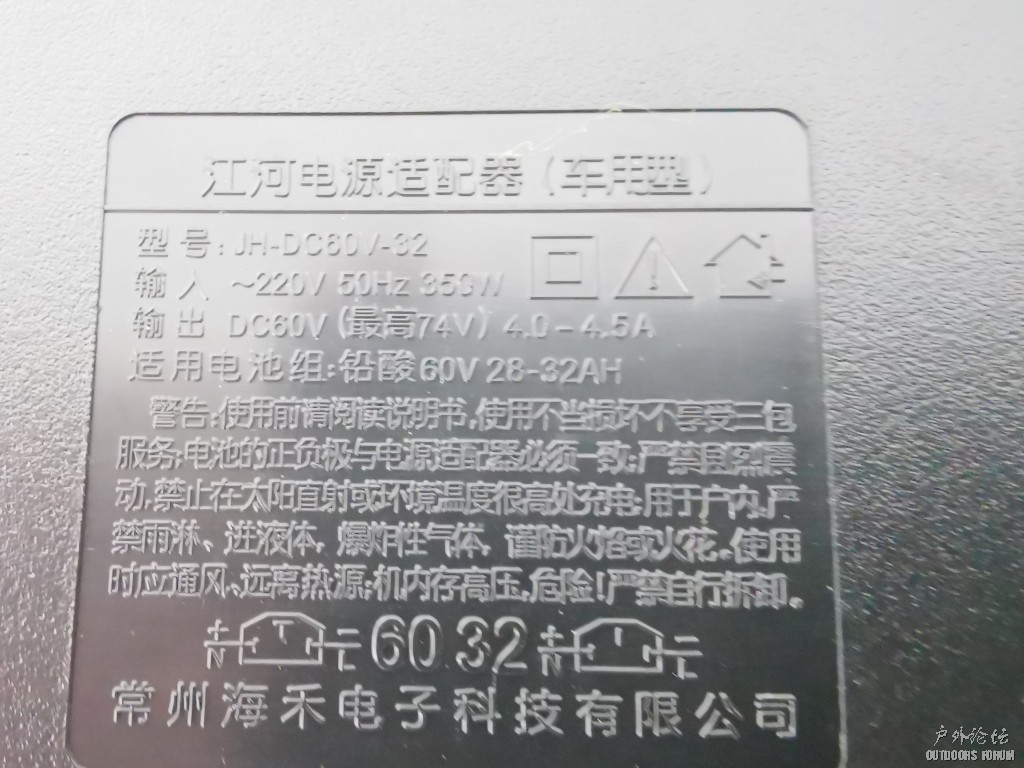 江河电源适配器（车用型）
型号：JH-DC60V-32
输入 ～220V 50Hz 350W
输出 DC60V（最高74V）4.0－4.5A
适用电池组：铅酸60V 28-32AH
警告：使用前请阅读说明书，使用不当损坏不享受三包
服务；电池的正负极与电源适配器必须一致；严禁自然震
动，禁止在太阳直射或环境温度很高处充电；用于户内，严
禁雨淋、进液体，爆炸性气体，谨防火焰或火花。使用
时应通风、远离热源；机内存高压，危险！严禁自行拆卸。
6032
常州海禾电子科技有限公司
户外论坛
OUTDOORS FORUM